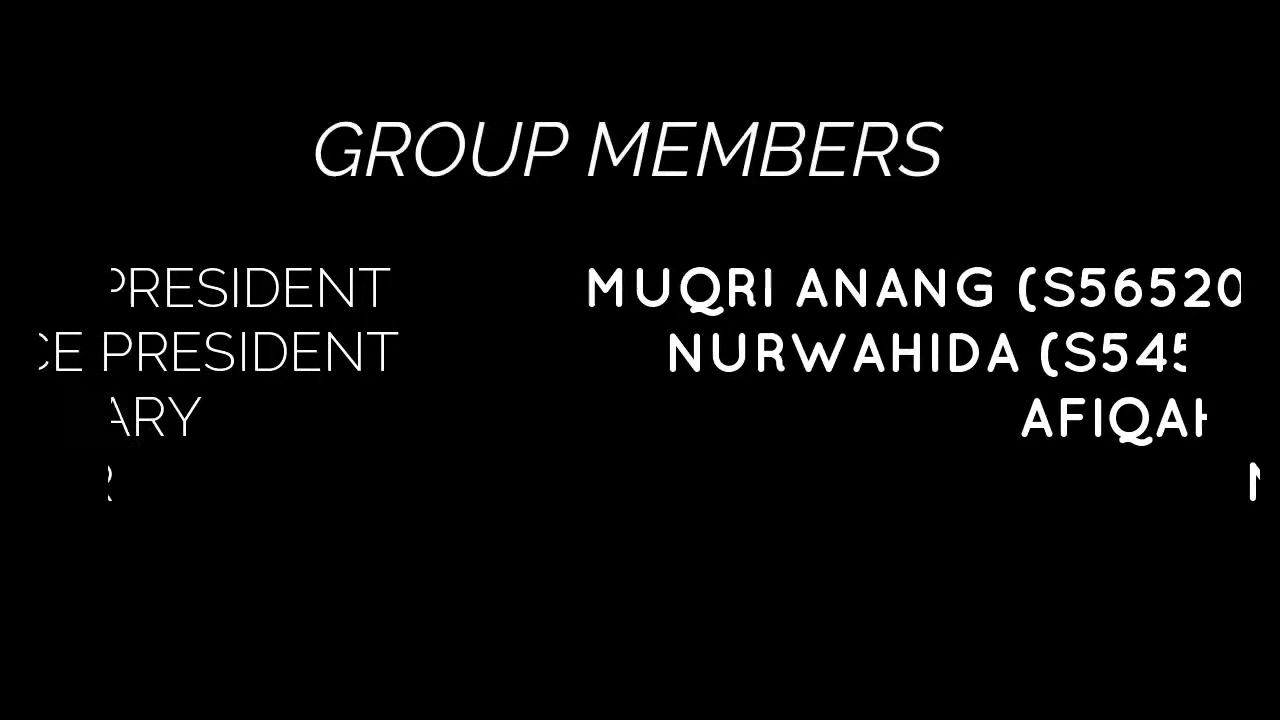 GROUP MEMBERS
PRESIDENT MUQRI ANANG (S56520
CE PRESIDENT NURWAHIDA (S545
ARY AFIQAH